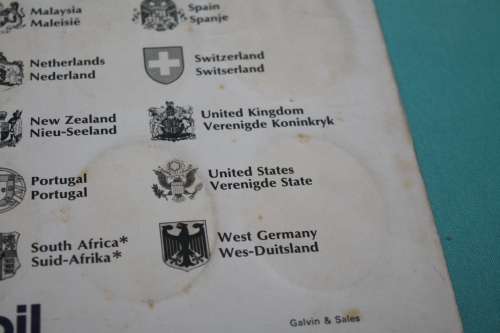 Malaysia
Maleisië
Netherlands
Nederland
New Zealand
Nieu-Seeland
Portugal
Portugal
South Africa*
Suid-Afrika*
Spain
Spanje
Switzerland
Switserland
United Kingdom
Verenigde Koninkryk
United States
Verenigde State
West Germany
Wes-Duitsland
oil
Galvin & Sales